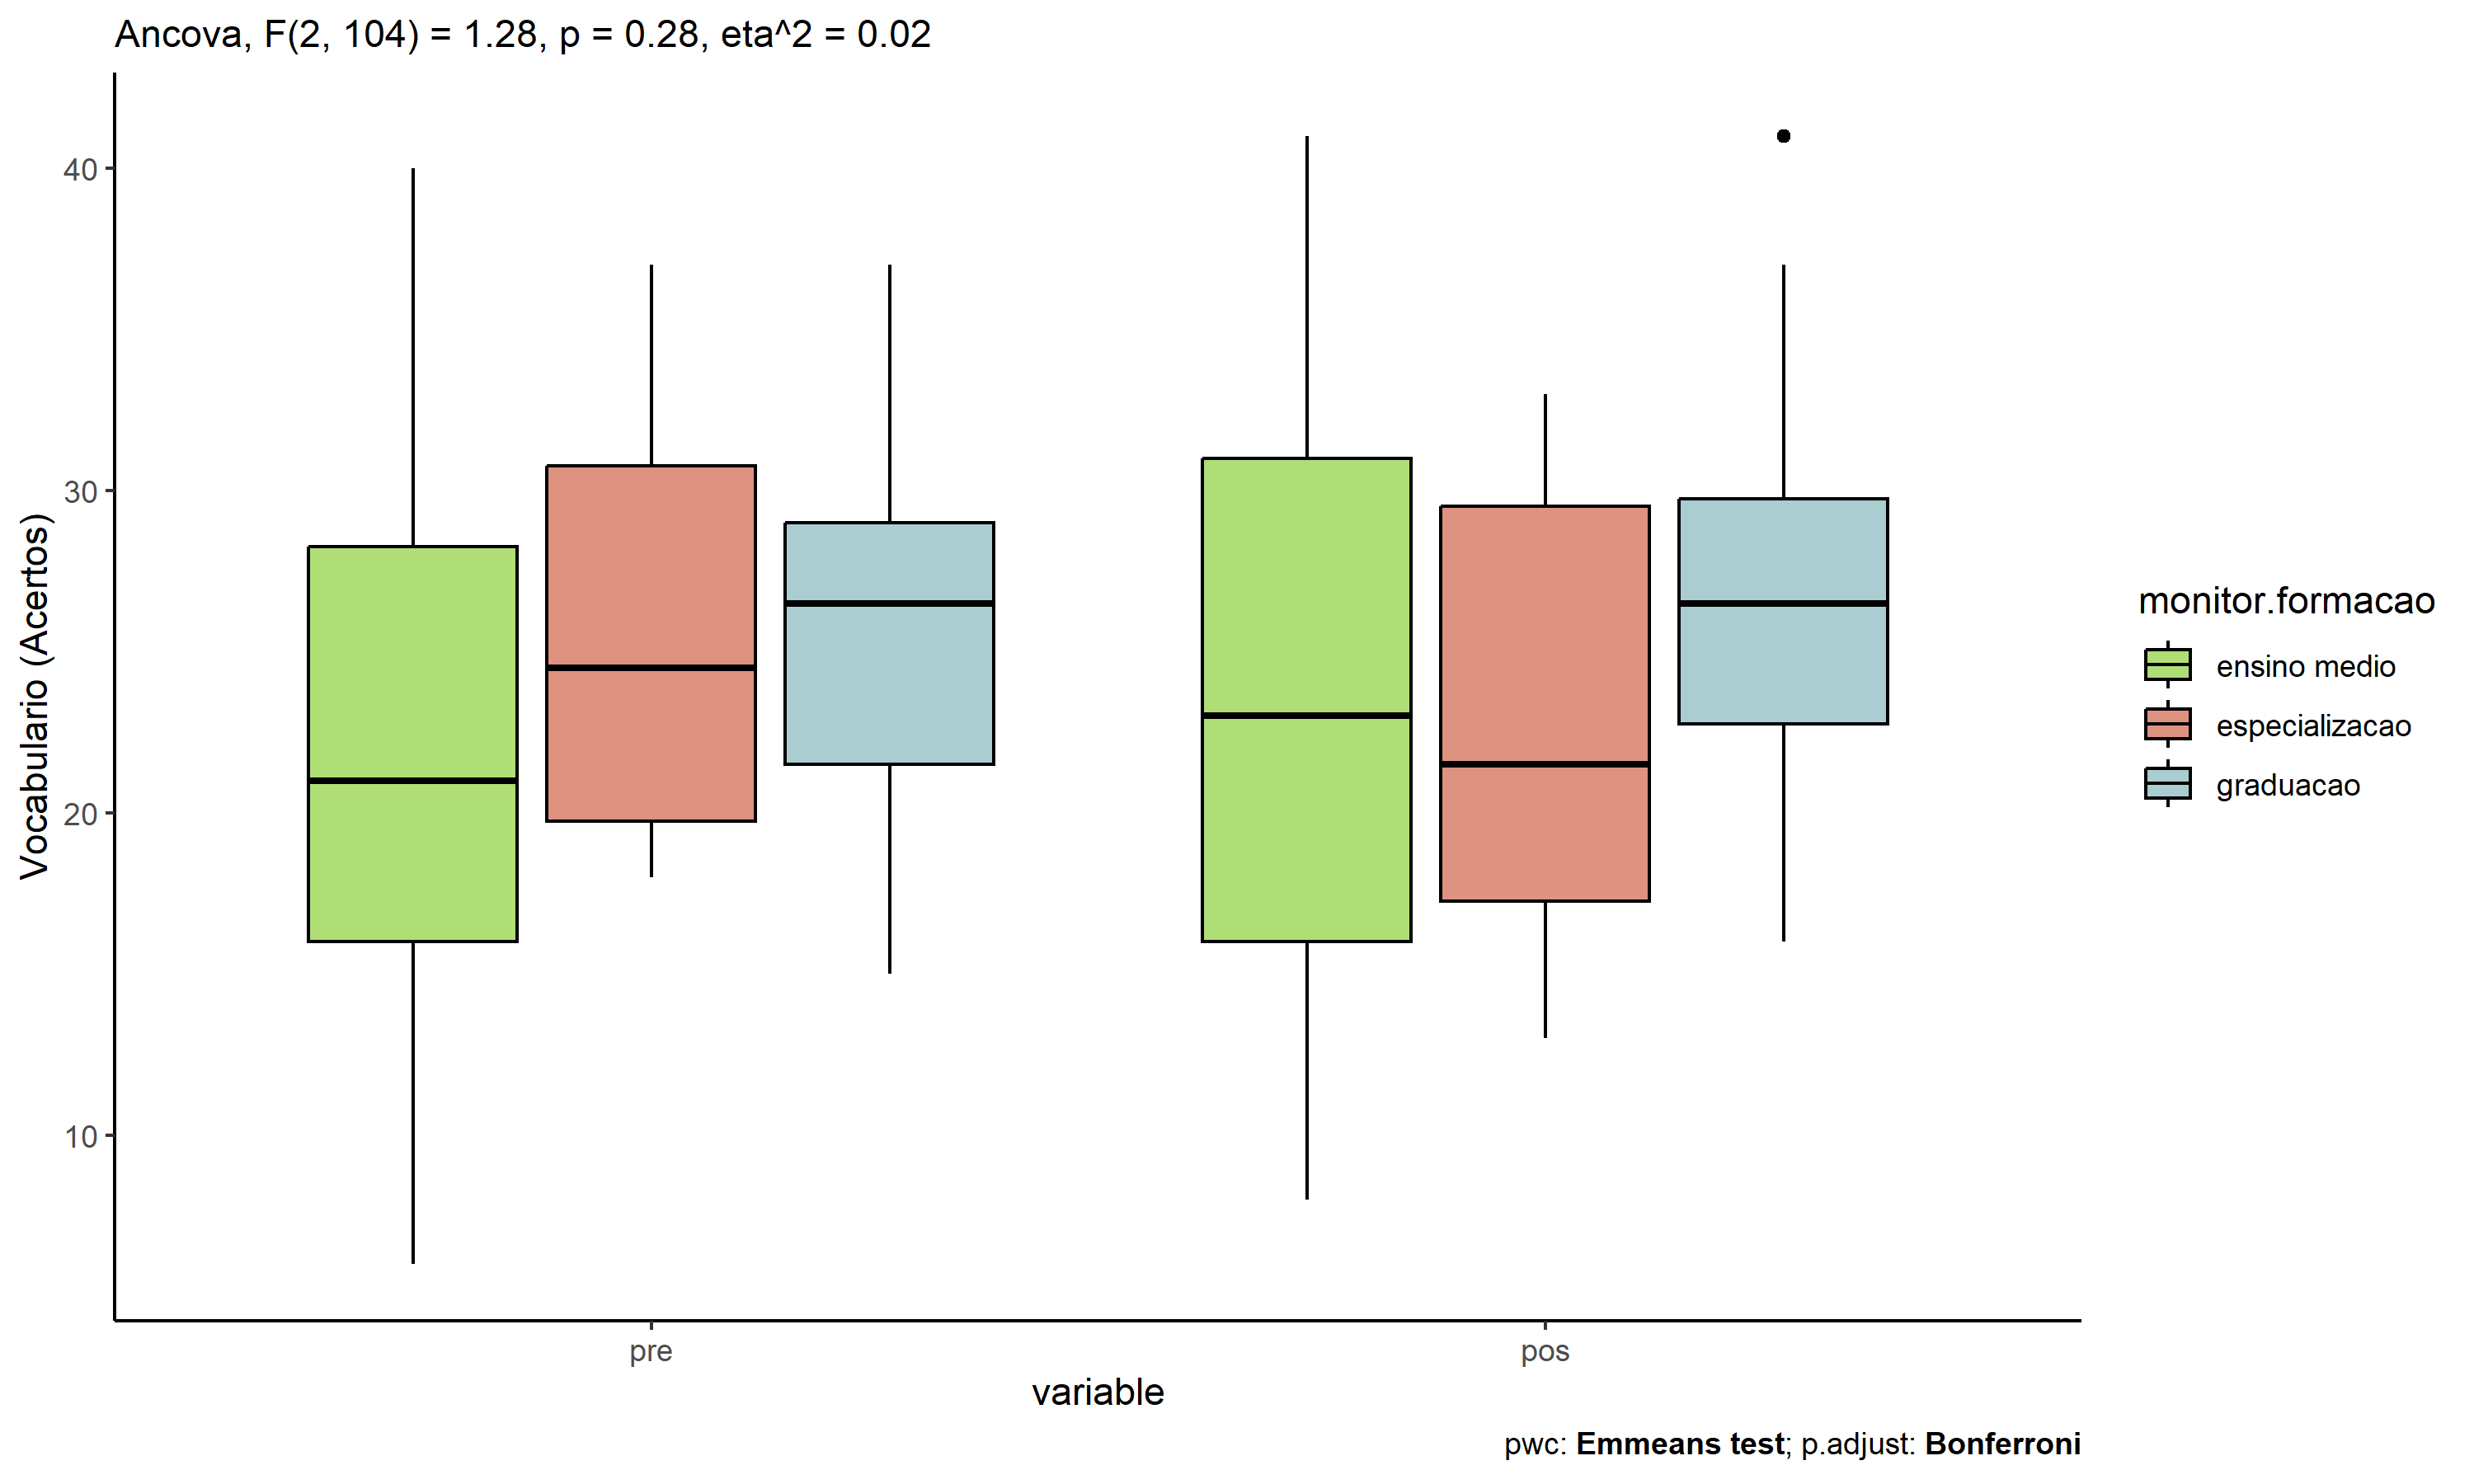 Ancova, F(2, 104) = 1.28, p = 0.28, eta^2 = 0.02
Vocabulario (Acertos)
40
30
20
10
pre
pos
variable
monitor.formacao
ensino medio
especializacao
graduacao
pwc: Emmeans test; p.adjust: Bonferroni